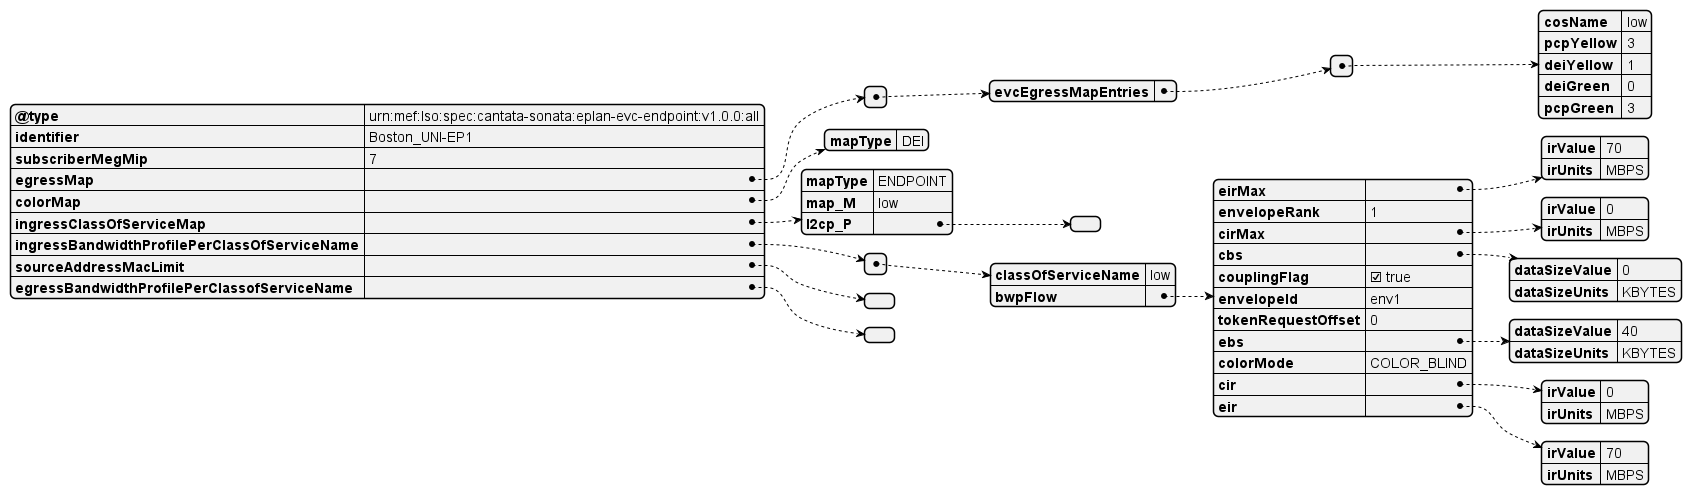 @type urn:mef:lso:spec:cantata-sonata:eplan-evc-endpoint:v1.0.0:all
identifier Boston_UNI-EP1
subscriberMegMip 7
egressMap
colorMap
ingressClassOfServiceMap
ingressBandwidthProfilePerClassOfServiceName
sourceAddressMacLimit
egressBandwidthProfilePerClassofServiceName
evcEgressMapEntries
cosName low
pcpYellow 3
deiYellow 1
deiGreen 0
pcpGreen 3
mapType DEI
mapType ENDPOINT
map_M low
l2cp_P
classOfServiceName low
bwpFlow
eirMax
envelopeRank 1
cirMax
cbs
couplingFlag ☑ true
envelopeId env1
tokenRequestOffset 0
ebs
colorMode COLOR_BLIND
cir
eir
irValue 70
irUnits MBPS
irValue 0
irUnits MBPS
dataSizeValue 0
dataSizeUnits KBYTES
dataSizeValue 40
dataSizeUnits KBYTES
irValue 0
irUnits MBPS
irValue 70
irUnits MBPS